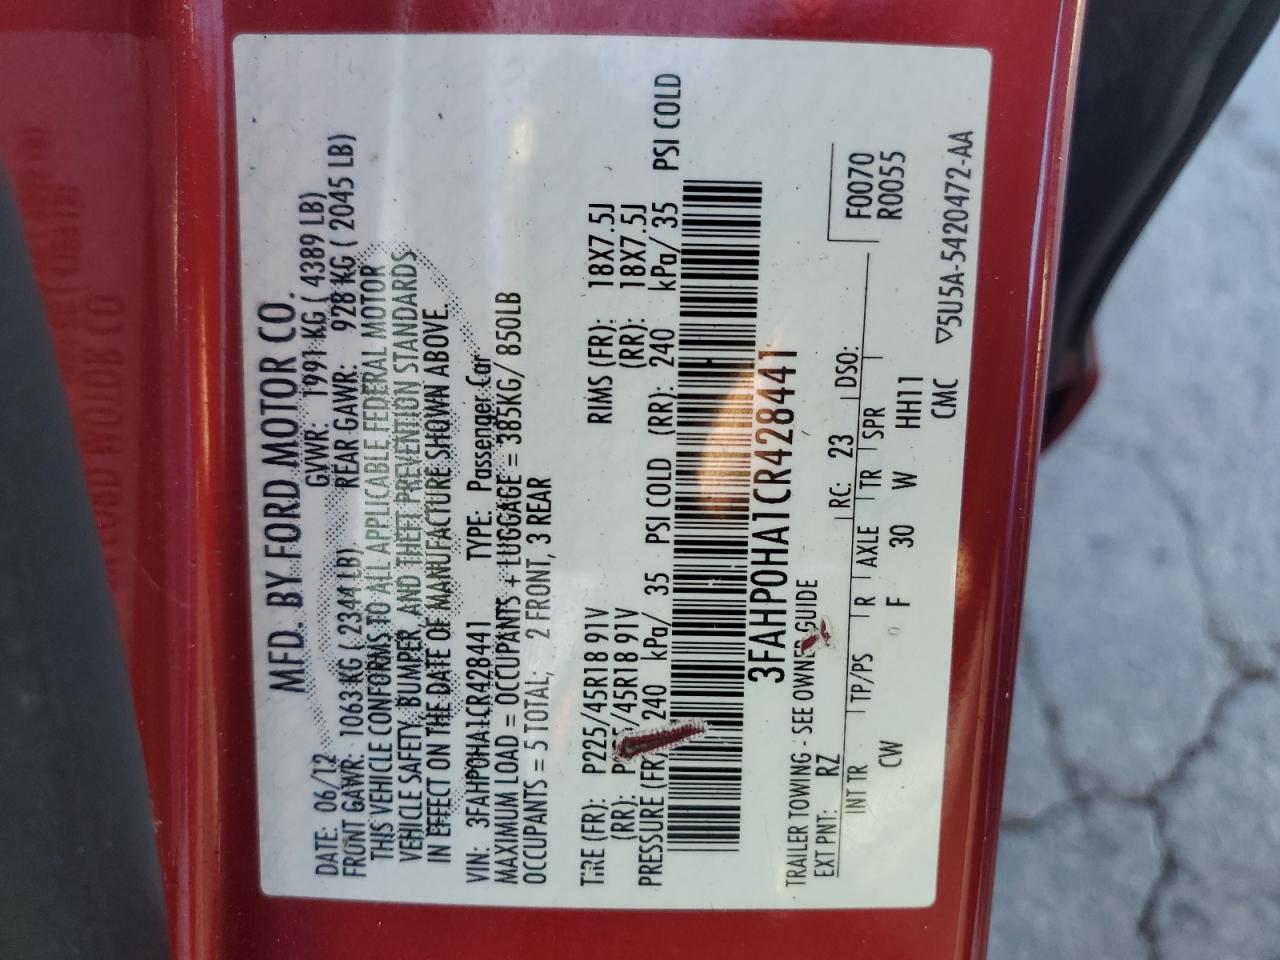 MFD. BY FORD MOTOR CO.
DATE: 06/12 GVWR: 1991 KG ( 4389 LB)
FRONT GAWR: 1063 KG ( 2344 LB) REAR GAWR: 928 KG ( 2045 LB)
THIS VEHICLE CONFORMS TO ALL APPLICABLE FEDERAL MOTOR
VEHICLE SAFETY, BUMPER, AND THEFT PREVENTION STANDARDS
IN EFFECT ON THE DATE OF MANUFACTURE SHOWN ABOVE.
VIN: 3FAHP0HA1CR428441 TYPE: Passenger Car
MAXIMUM LOAD = OCCUPANTS + LUGGAGE = 385KG/ 850LB
OCCUPANTS = 5 TOTAL; 2 FRONT, 3 REAR
TIRE (FR): P225/45R18 91V RIMS (FR): 18X7.5J
(RR): /45R18 91V (RR): 18X7.5J
PRESSURE (FR) 240 kPa/ 35 PSI COLD (RR): 240 kPa/ 35 PSI COLD
3FAHP0HA1CR428441
TRAILER TOWING - SEE OWNER GUIDE
EXT PNT: RZ RC: 23 DSO: F0070
R0055
INT TR TP/PS R AXLE TR SPR
CW F 30 W HH11
CMC ▽5U5A-5420472-AA